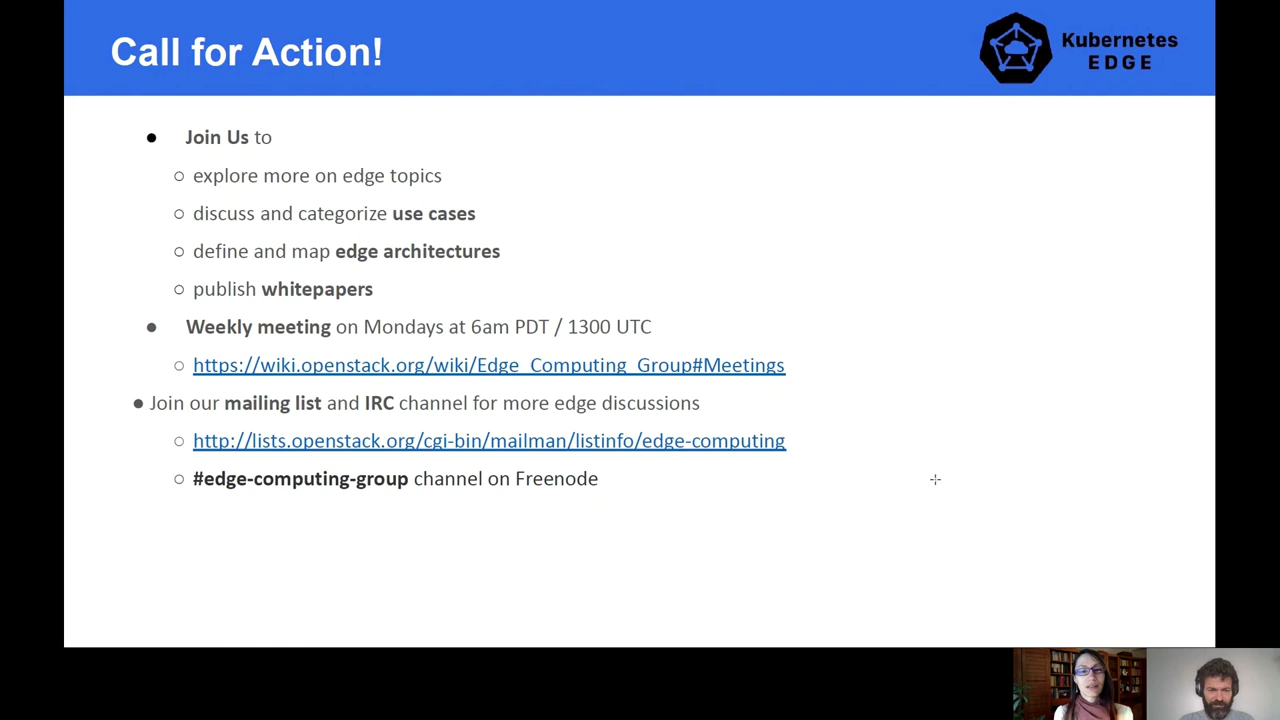 Call for Action!
Kubernetes
EDGE
● Join Us to
○ explore more on edge topics
○ discuss and categorize use cases
○ define and map edge architectures
○ publish whitepapers
● Weekly meeting on Mondays at 6am PDT / 1300 UTC
○ https://wiki.openstack.org/wiki/Edge_Computing_Group#Meetings
● Join our mailing list and IRC channel for more edge discussions
○ http://lists.openstack.org/cgi-bin/mailman/listinfo/edge-computing
○ #edge-computing-group channel on Freenode